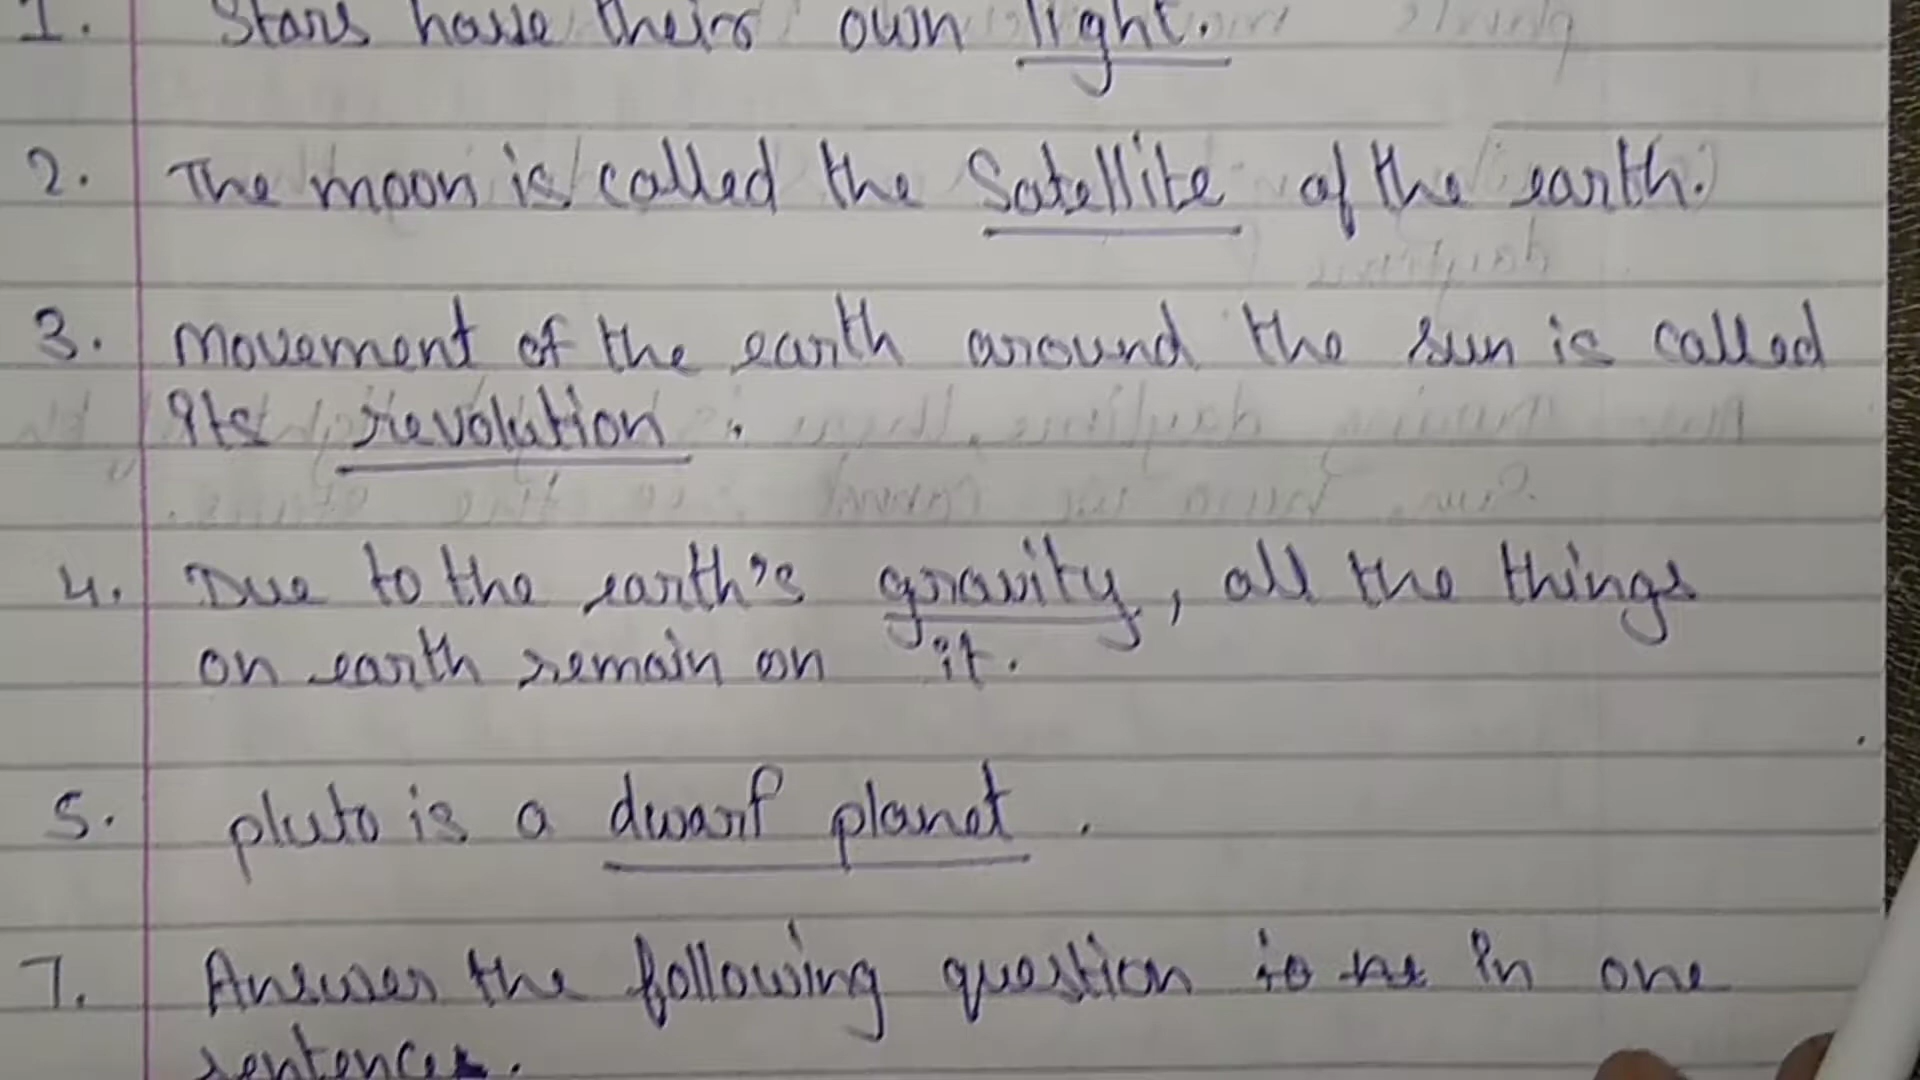 1. Stars have their own light.
2. The moon is called the Satellite of the earth.
3. Movement of the earth around the sun is called
Its revolution.
4. Due to the earth's gravity, all the things
on earth remain on it.
5. pluto is a dwarf planet.
7. Answer the following question in one
sentence.